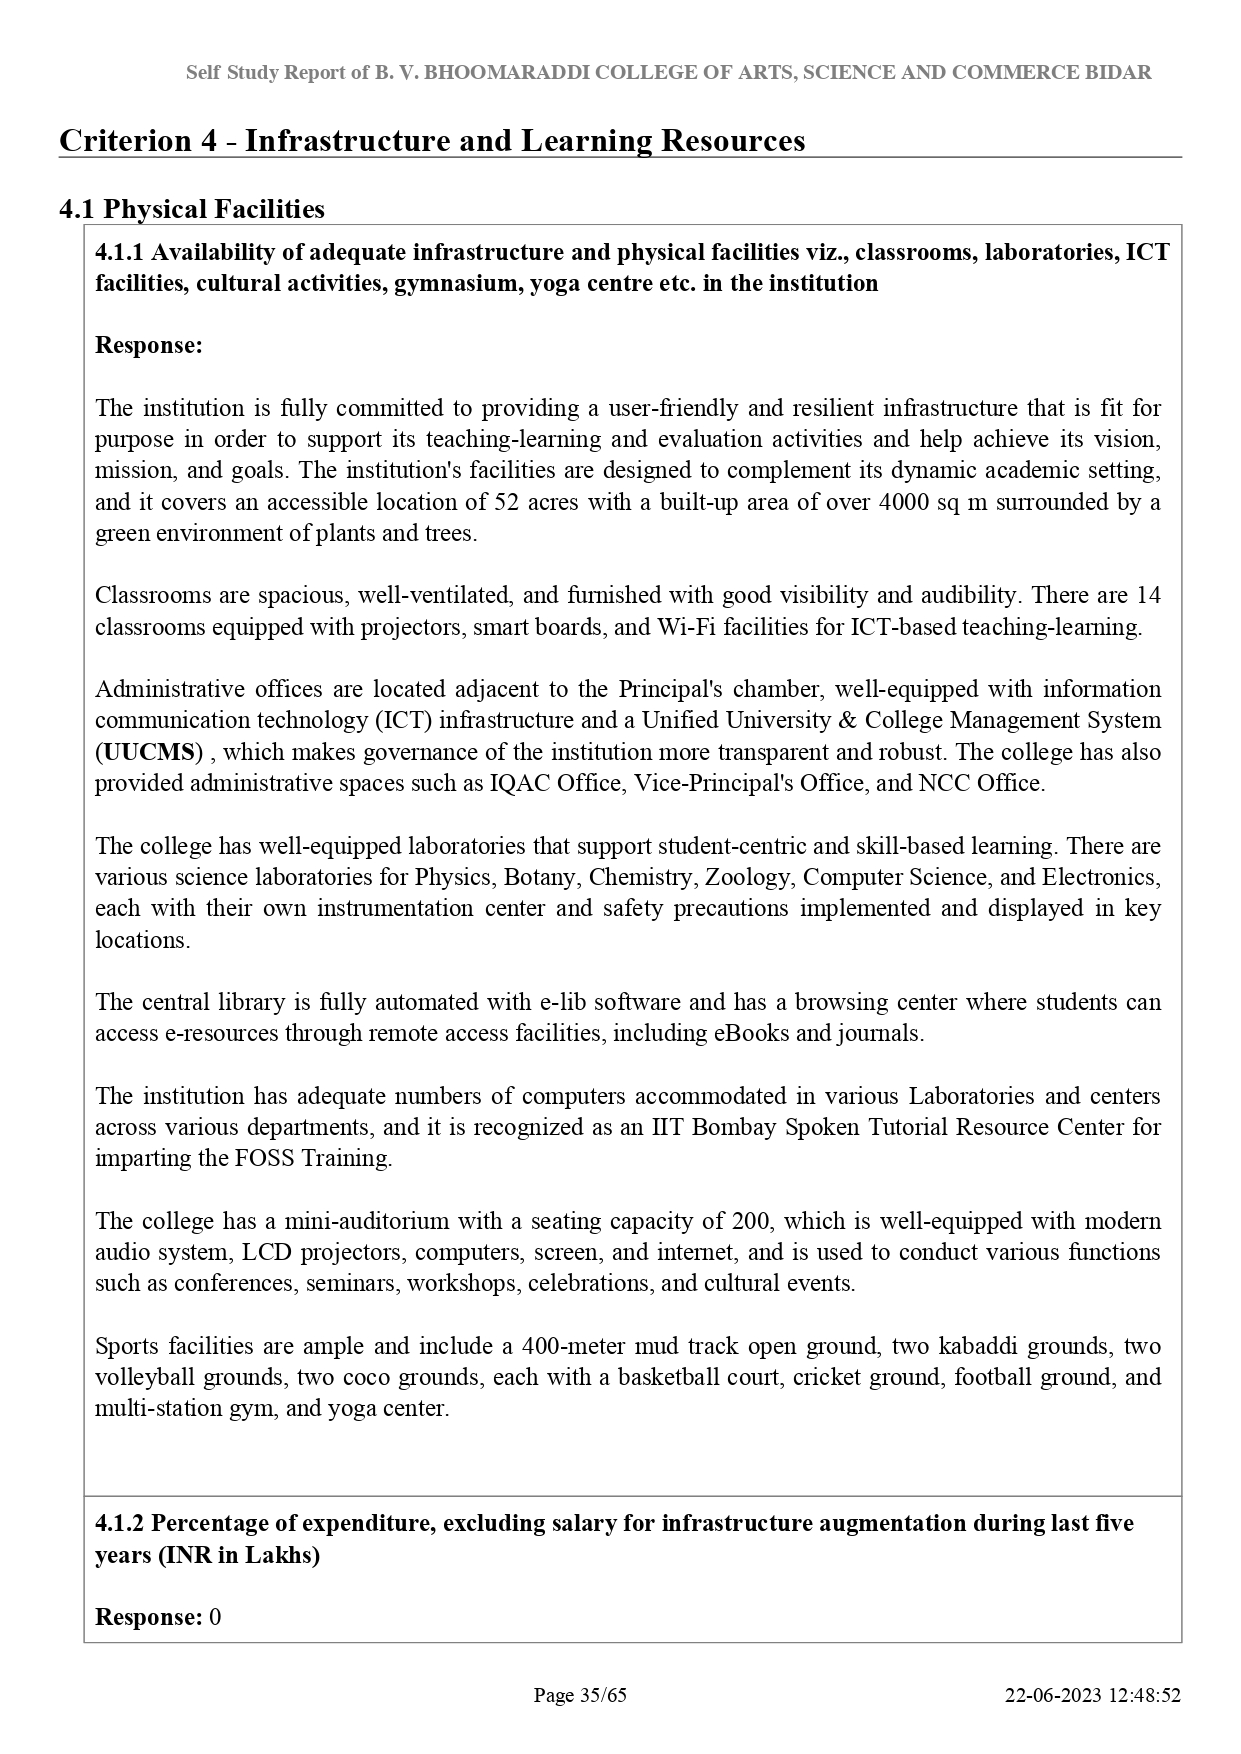 Self Study Report of B. V. BHOOMARADDI COLLEGE OF ARTS, SCIENCE AND COMMERCE BIDAR
Criterion 4 - Infrastructure and Learning Resources
4.1 Physical Facilities
4.1.1 Availability of adequate infrastructure and physical facilities viz., classrooms, laboratories, ICT
facilities, cultural activities, gymnasium, yoga centre etc. in the institution
Response:
The institution is fully committed to providing a user-friendly and resilient infrastructure that is fit for
purpose in order to support its teaching-learning and evaluation activities and help achieve its vision,
mission, and goals. The institution's facilities are designed to complement its dynamic academic setting,
and it covers an accessible location of 52 acres with a built-up area of over 4000 sq m surrounded by a
green environment of plants and trees.
Classrooms are spacious, well-ventilated, and furnished with good visibility and audibility. There are 14
classrooms equipped with projectors, smart boards, and Wi-Fi facilities for ICT-based teaching-learning.
Administrative offices are located adjacent to the Principal's chamber, well-equipped with information
communication technology (ICT) infrastructure and a Unified University & College Management System
(UUCMS) , which makes governance of the institution more transparent and robust. The college has also
provided administrative spaces such as IQAC Office, Vice-Principal's Office, and NCC Office.
The college has well-equipped laboratories that support student-centric and skill-based learning. There are
various science laboratories for Physics, Botany, Chemistry, Zoology, Computer Science, and Electronics,
each with their own instrumentation center and safety precautions implemented and displayed in key
locations.
The central library is fully automated with e-lib software and has a browsing center where students can
access e-resources through remote access facilities, including eBooks and journals.
The institution has adequate numbers of computers accommodated in various Laboratories and centers
across various departments, and it is recognized as an IIT Bombay Spoken Tutorial Resource Center for
imparting the FOSS Training.
The college has a mini-auditorium with a seating capacity of 200, which is well-equipped with modern
audio system, LCD projectors, computers, screen, and internet, and is used to conduct various functions
such as conferences, seminars, workshops, celebrations, and cultural events.
Sports facilities are ample and include a 400-meter mud track open ground, two kabaddi grounds, two
volleyball grounds, two coco grounds, each with a basketball court, cricket ground, football ground, and
multi-station gym, and yoga center.
4.1.2 Percentage of expenditure, excluding salary for infrastructure augmentation during last five
years (INR in Lakhs)
Response: 0
Page 35/65
22-06-2023 12:48:52